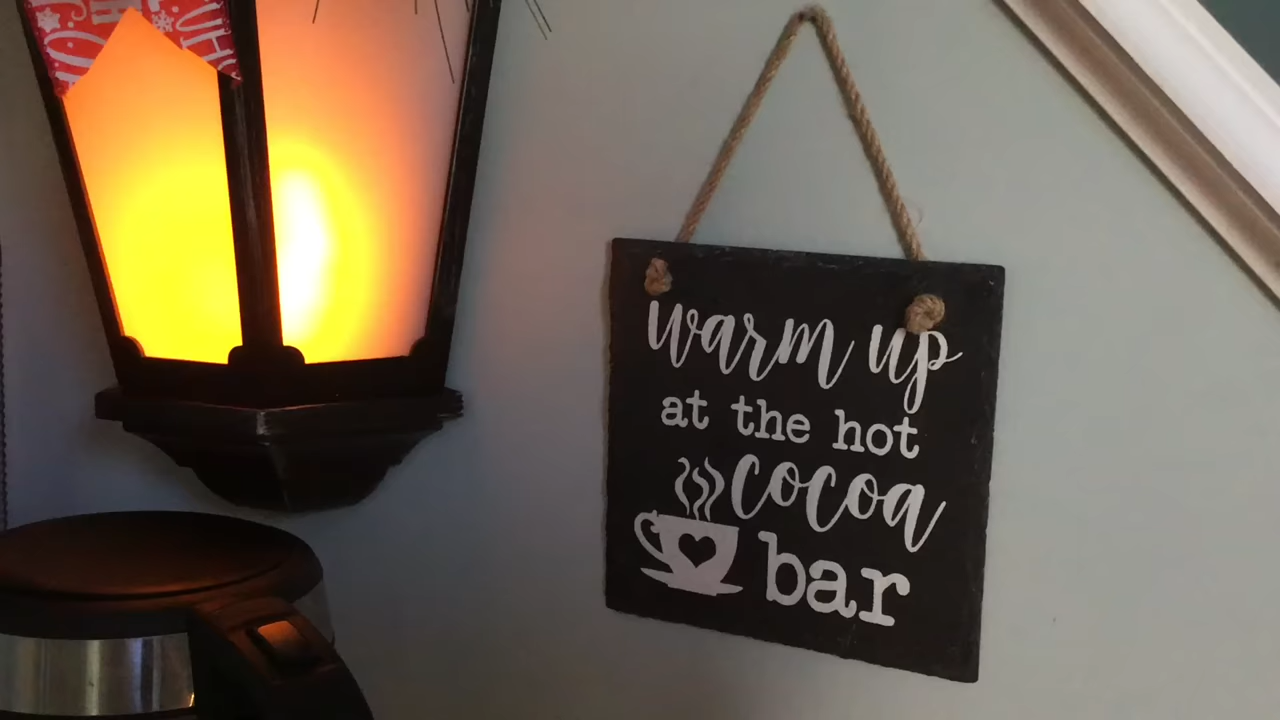 warm up
at the hot
cocoa
bar